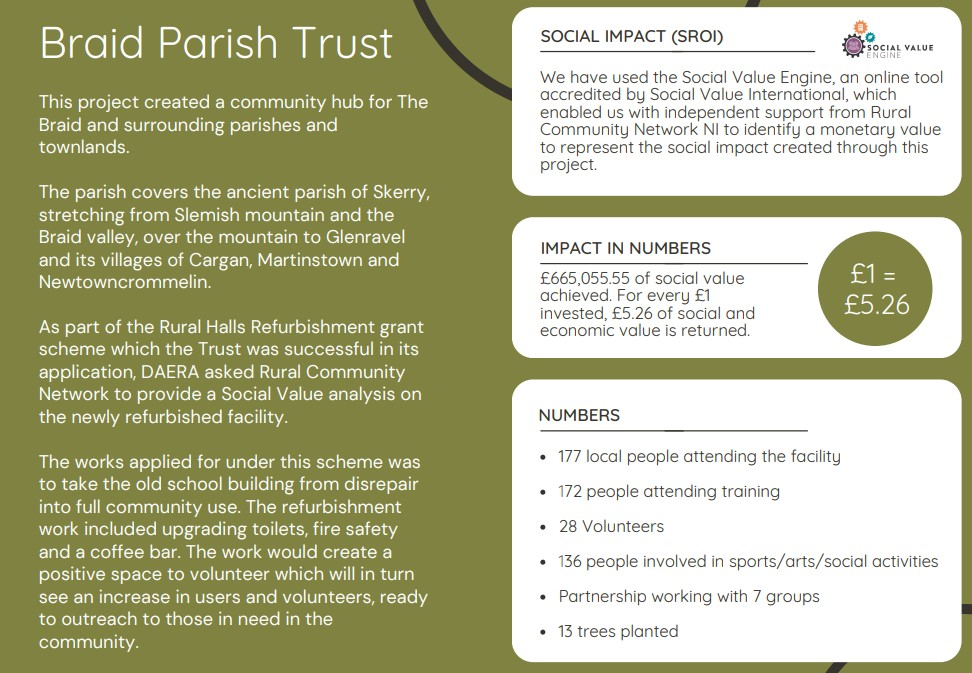 Braid Parish Trust
This project created a community hub for The
Braid and surrounding parishes and
townlands.
The parish covers the ancient parish of Skerry,
stretching from Slemish mountain and the
Braid valley, over the mountain to Glenravel
and its villages of Cargan, Martinstown and
Newtowncrommelin.
As part of the Rural Halls Refurbishment grant
scheme which the Trust was successful in its
application, DAERA asked Rural Community
Network to provide a Social Value analysis on
the newly refurbished facility.
The works applied for under this scheme was
to take the old school building from disrepair
into full community use. The refurbishment
work included upgrading toilets, fire safety
and a coffee bar. The work would create a
positive space to volunteer which will in turn
see an increase in users and volunteers, ready
to outreach to those in need in the
community.
SOCIAL IMPACT (SROI)
SOCIAL VALUE
ENGINE
We have used the Social Value Engine, an online tool
accredited by Social Value International, which
enabled us with independent support from Rural
Community Network NI to identify a monetary value
to represent the social impact created through this
project.
IMPACT IN NUMBERS
£665,055.55 of social value
achieved. For every £1
invested, £5.26 of social and
economic value is returned.
£1 =
£5.26
NUMBERS
• 177 local people attending the facility
• 172 people attending training
• 28 Volunteers
• 136 people involved in sports/arts/social activities
• Partnership working with 7 groups
• 13 trees planted